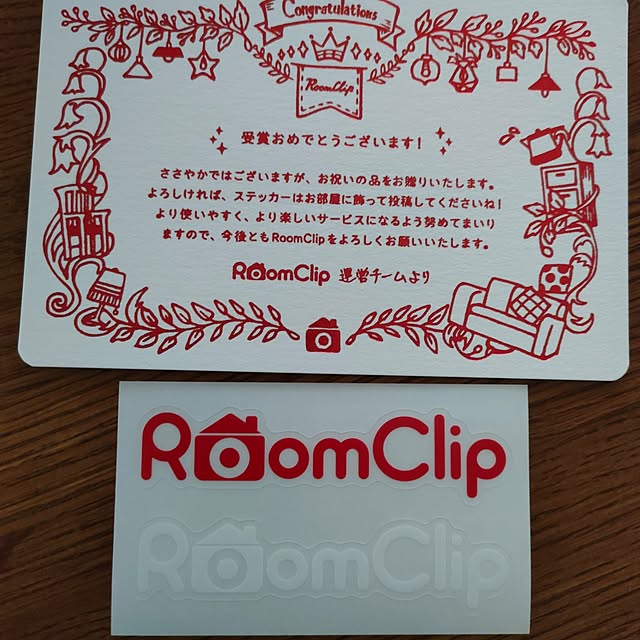 Congratulations
RoomClip
受賞おめでとうございます！
ささやかではございますが、お祝いの品をお贈りいたします。
よろしければ、ステッカーはお部屋に飾って投稿してくださいね！
より使いやすく、より楽しいサービスになるよう努めてまいり
ますので、今後ともRoomClipをよろしくお願いいたします。
RoomClip 運営チームより
RoomClip
RoomClip